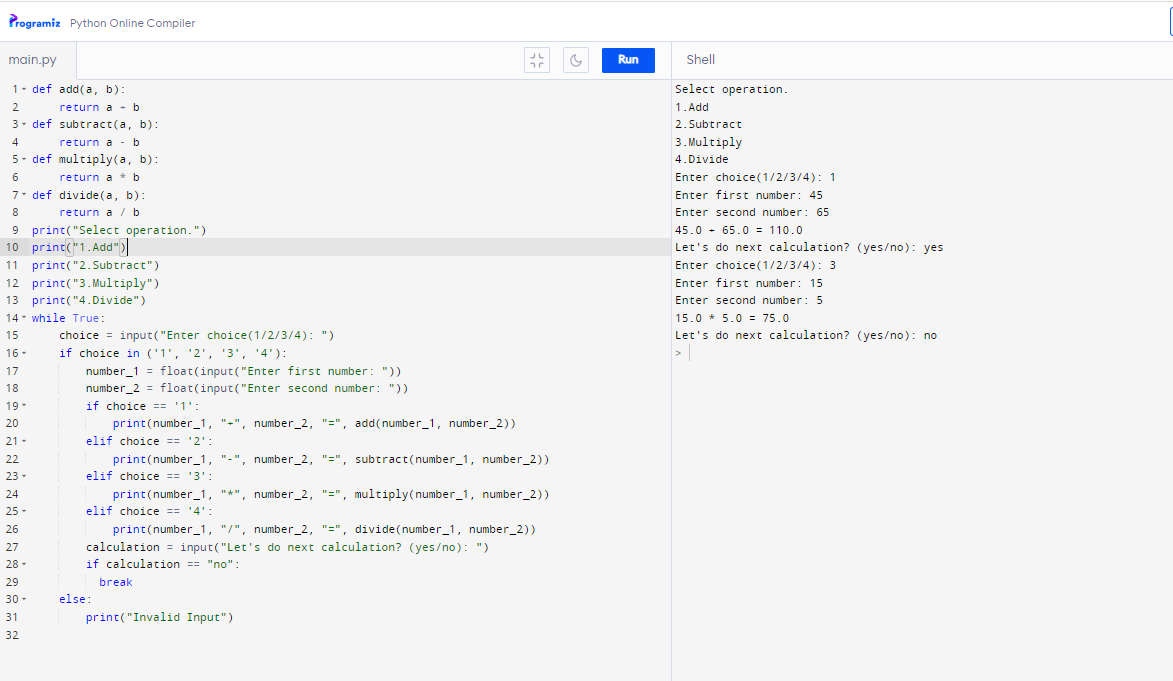 Programiz Python Online Compiler
main.py
Run
Shell
1 def add(a, b):
2     return a + b
3 def subtract(a, b):
4     return a - b
5 def multiply(a, b):
6     return a * b
7 def divide(a, b):
8     return a / b
9 print("Select operation.")
10 print("1.Add")
11 print("2.Subtract")
12 print("3.Multiply")
13 print("4.Divide")
14 while True:
15     choice = input("Enter choice(1/2/3/4): ")
16     if choice in ('1', '2', '3', '4'):
17         number_1 = float(input("Enter first number: "))
18         number_2 = float(input("Enter second number: "))
19         if choice == '1':
20             print(number_1, "+", number_2, "=", add(number_1, number_2))
21         elif choice == '2':
22             print(number_1, "-", number_2, "=", subtract(number_1, number_2))
23         elif choice == '3':
24             print(number_1, "*", number_2, "=", multiply(number_1, number_2))
25         elif choice == '4':
26             print(number_1, "/", number_2, "=", divide(number_1, number_2))
27         calculation = input("Let's do next calculation? (yes/no): ")
28         if calculation == "no":
29           break
30     else:
31         print("Invalid Input")
32
Select operation.
1.Add
2.Subtract
3.Multiply
4.Divide
Enter choice(1/2/3/4): 1
Enter first number: 45
Enter second number: 65
45.0 + 65.0 = 110.0
Let's do next calculation? (yes/no): yes
Enter choice(1/2/3/4): 3
Enter first number: 15
Enter second number: 5
15.0 * 5.0 = 75.0
Let's do next calculation? (yes/no): no
>